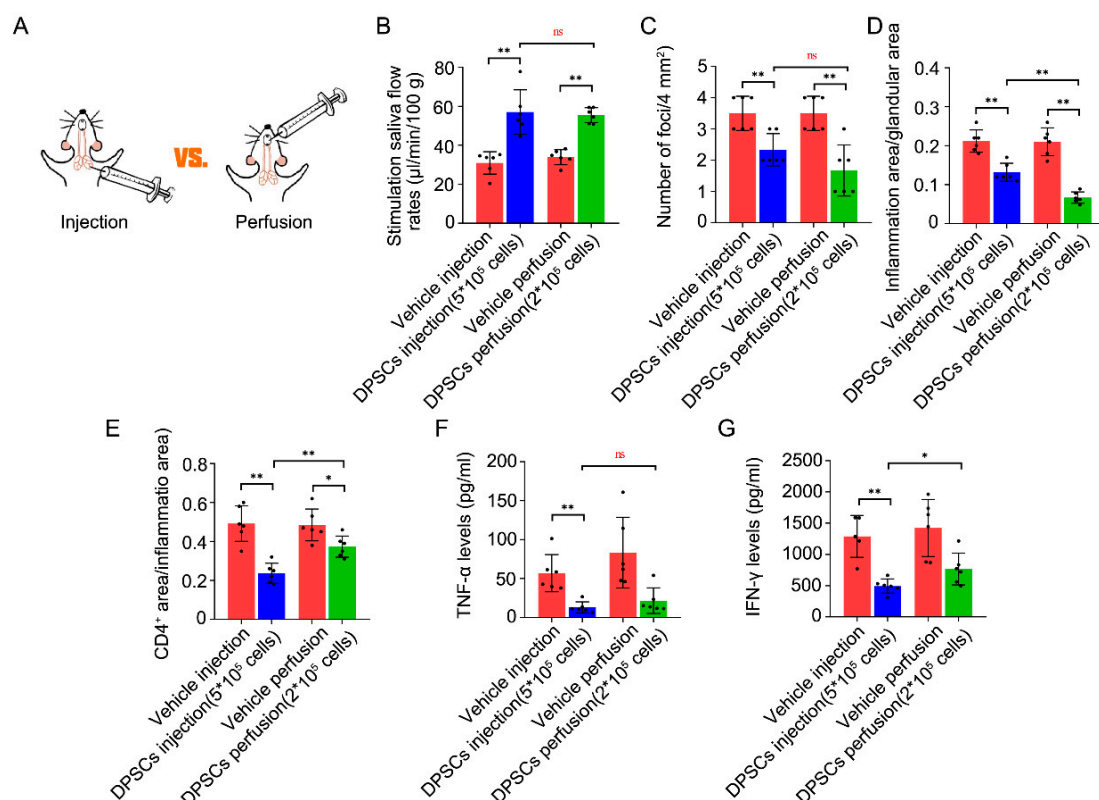 A
VS.
Injection
Perfusion
B
Stimulation saliva flow
rates (μl/min/100 g)
80
60
40
20
0
**
**
ns
Vehicle injection
DPSCs injection(5*10⁵ cells)
Vehicle perfusion
DPSCs perfusion(2*10⁵ cells)
C
Number of foci/4 mm²
5
4
3
2
1
0
**
**
ns
Vehicle injection
DPSCs injection(5*10⁵ cells)
Vehicle perfusion
DPSCs perfusion(2*10⁵ cells)
D
Inflammation area/glandular area
0.4
0.3
0.2
0.1
0
**
**
**
Vehicle injection
DPSCs injection(5*10⁵ cells)
Vehicle perfusion
DPSCs perfusion(2*10⁵ cells)
E
CD4⁺ area/inflammatio area)
0.8
0.6
0.4
0.2
0
**
**
*
Vehicle injection
DPSCs injection(5*10⁵ cells)
Vehicle perfusion
DPSCs perfusion(2*10⁵ cells)
F
TNF-α levels (pg/ml)
200
150
100
50
0
**
ns
Vehicle injection
DPSCs injection(5*10⁵ cells)
Vehicle perfusion
DPSCs perfusion(2*10⁵ cells)
G
IFN-γ levels (pg/ml)
2500
2000
1500
1000
500
0
**
*
Vehicle injection
DPSCs injection(5*10⁵ cells)
Vehicle perfusion
DPSCs perfusion(2*10⁵ cells)